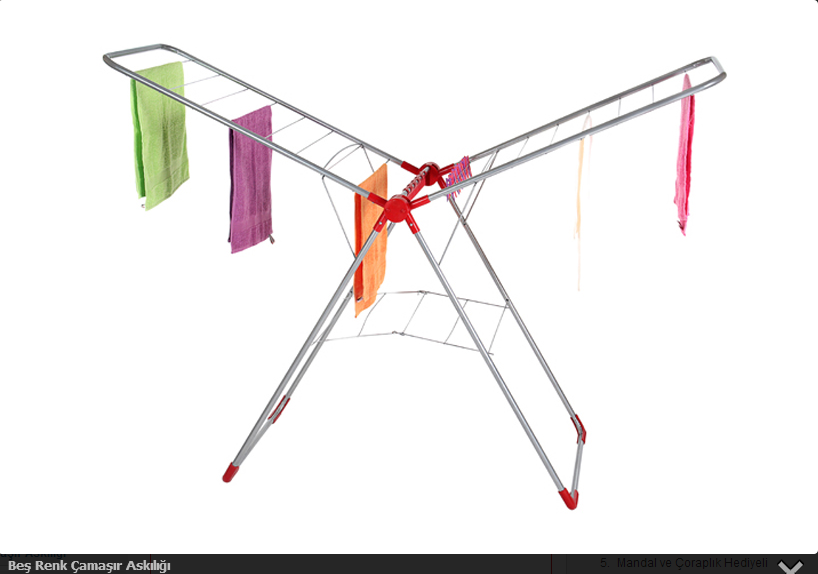 Beş Renk Çamaşır Askılığı
5. Mandal ve Çoraplık Hediyeli